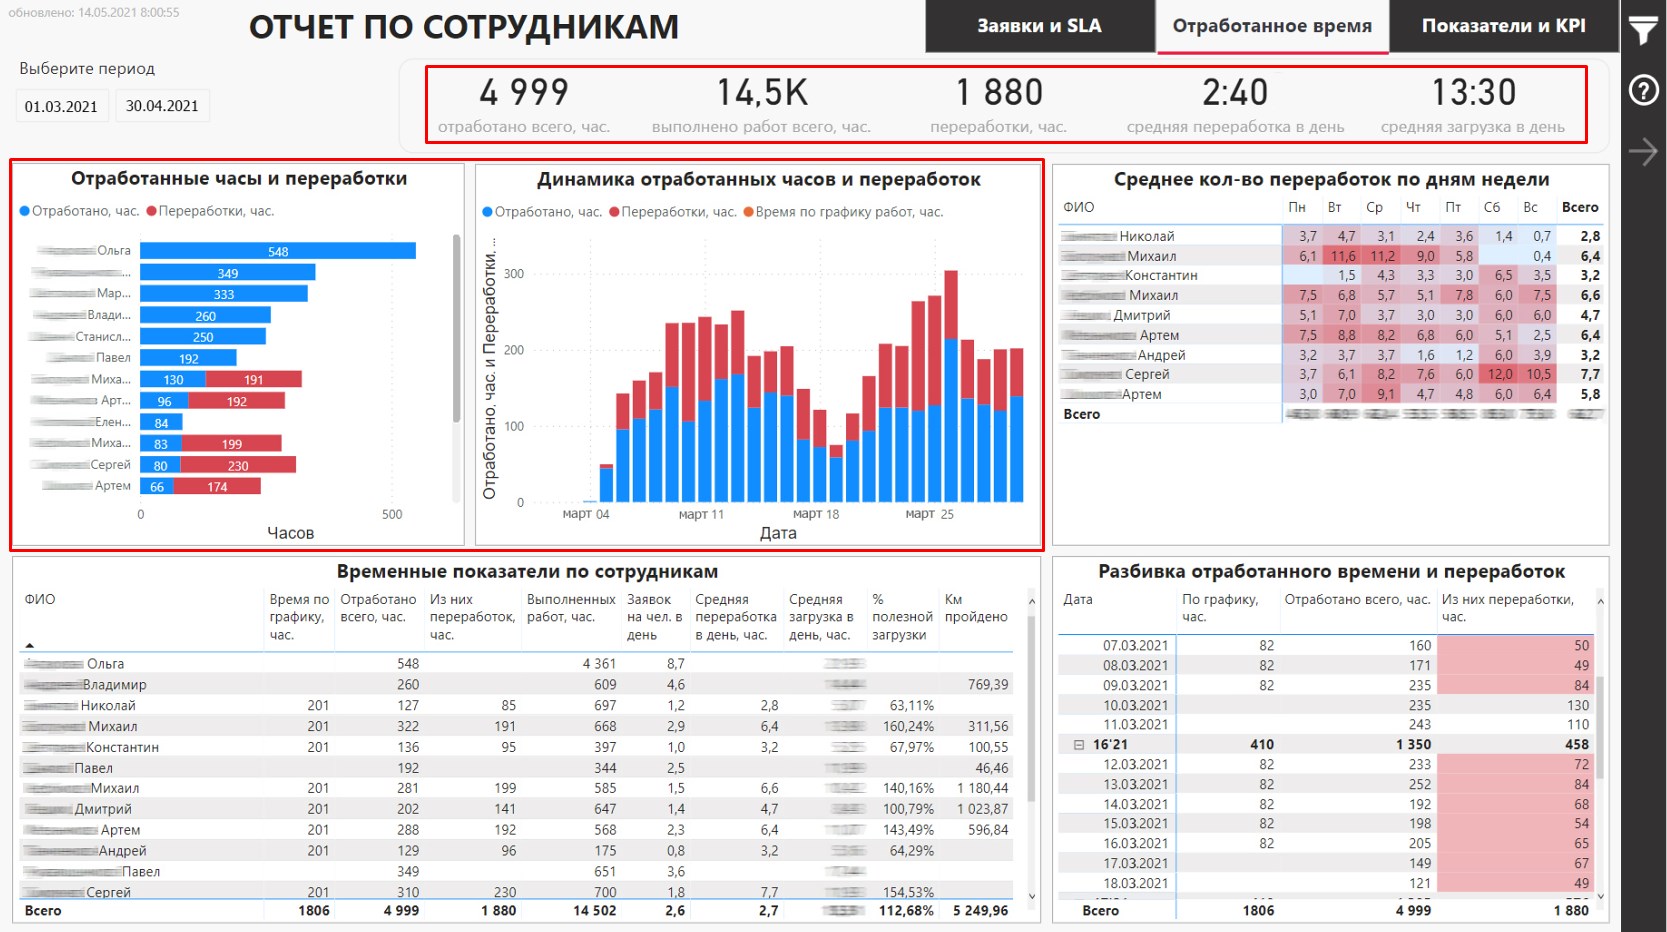 обновлено: 14.05.2021 8:00:55
ОТЧЕТ ПО СОТРУДНИКАМ
Заявки и SLA
Отработанное время
Показатели и KPI
Выберите период
01.03.2021 30.04.2021
4 999 14,5K 1 880 2:40 13:30
отработано всего, час. выполнено работ всего, час. переработки, час. средняя переработка в день средняя загрузка в день
Отработанные часы и переработки
Отработано, час. Переработки, час.
Ольга 548
... 349
Мар... 333
Влади... 260
Станисл... 250
Павел 192
Миха... 130 191
Арт... 96 192
Елен... 84
Миха... 83 199
Сергей 80 230
Артем 66 174
0 500
Часов
Динамика отработанных часов и переработок
Отработано, час. Переработки, час. Время по графику работ, час.
Отработано, час. и Переработки, ...
300
200
100
0
март 04 март 11 март 18 март 25
Дата
Среднее кол-во переработок по дням недели
ФИО Пн Вт Ср Чт Пт Сб Вс Всего
Николай 3,7 4,7 3,1 2,4 3,6 1,4 0,7 2,8
Михаил 6,1 11,6 11,2 9,0 5,8 0,4 6,4
Константин 1,5 4,3 3,3 3,0 6,5 3,5 3,2
Михаил 7,5 6,8 5,7 5,1 7,8 6,0 7,5 6,6
Дмитрий 5,1 7,0 3,7 3,0 3,0 6,0 6,0 4,7
Артем 7,5 8,8 8,2 6,8 6,0 5,1 2,5 6,4
Андрей 3,2 3,7 3,7 1,6 1,2 6,0 3,9 3,2
Сергей 3,7 6,1 8,2 7,6 6,0 12,0 10,5 7,7
Артем 3,0 7,0 9,1 4,7 4,8 6,0 6,4 5,8
Всего
Временные показатели по сотрудникам
ФИО Время по Отработано Из них Выполненных Заявок Средняя Средняя % Км
графику, всего, час. переработок, работ, час. на чел. в переработка загрузка в полезной пройдено
час. час. день в день, час. день, час. загрузки
Ольга 548 4 361 8,7
Владимир 260 609 4,6 769,39
Николай 201 127 85 697 1,2 2,8 63,11%
Михаил 201 322 191 668 2,9 6,4 160,24% 311,56
Константин 201 136 95 397 1,0 3,2 67,97% 100,55
Павел 192 344 2,5 46,46
Михаил 201 281 199 585 1,5 6,6 140,16% 1 180,44
Дмитрий 201 202 141 647 1,4 4,7 100,79% 1 023,87
Артем 201 288 192 568 2,3 6,4 143,49% 596,84
Андрей 201 129 96 175 0,8 3,2 64,29%
Павел 349 651 3,6
Сергей 201 310 230 700 1,8 7,7 154,53%
Всего 1806 4 999 1 880 14 502 2,6 2,7 112,68% 5 249,96
Разбивка отработанного времени и переработок
Дата По графику, Отработано всего, час. Из них переработки,
час. час.
07.03.2021 82 160 50
08.03.2021 82 171 49
09.03.2021 82 235 84
10.03.2021 235 130
11.03.2021 243 110
16'21 410 1 350 458
12.03.2021 82 233 72
13.03.2021 82 252 84
14.03.2021 82 192 68
15.03.2021 82 198 54
16.03.2021 82 205 65
17.03.2021 149 67
18.03.2021 121 49
Всего 1806 4 999 1 880